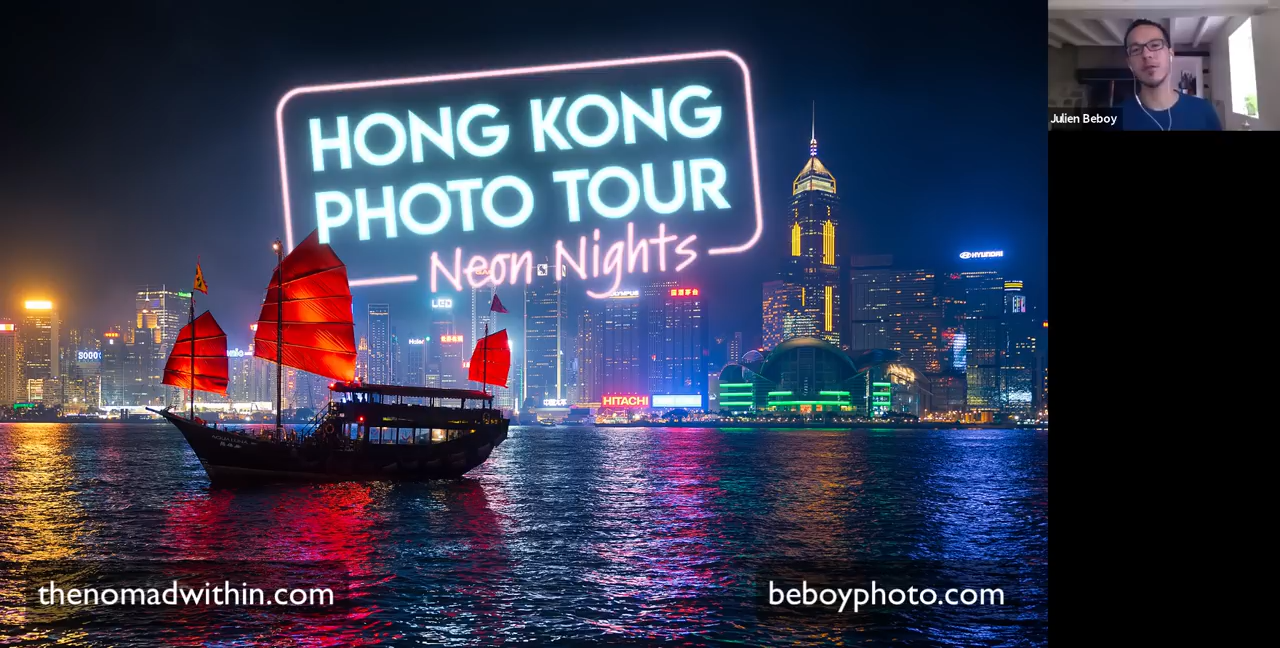 HONG KONG
PHOTO TOUR
Neon Nights
HYUNDAI
LED
HITACHI
thenomadwithin.com
beboyphoto.com
Julien Beboy